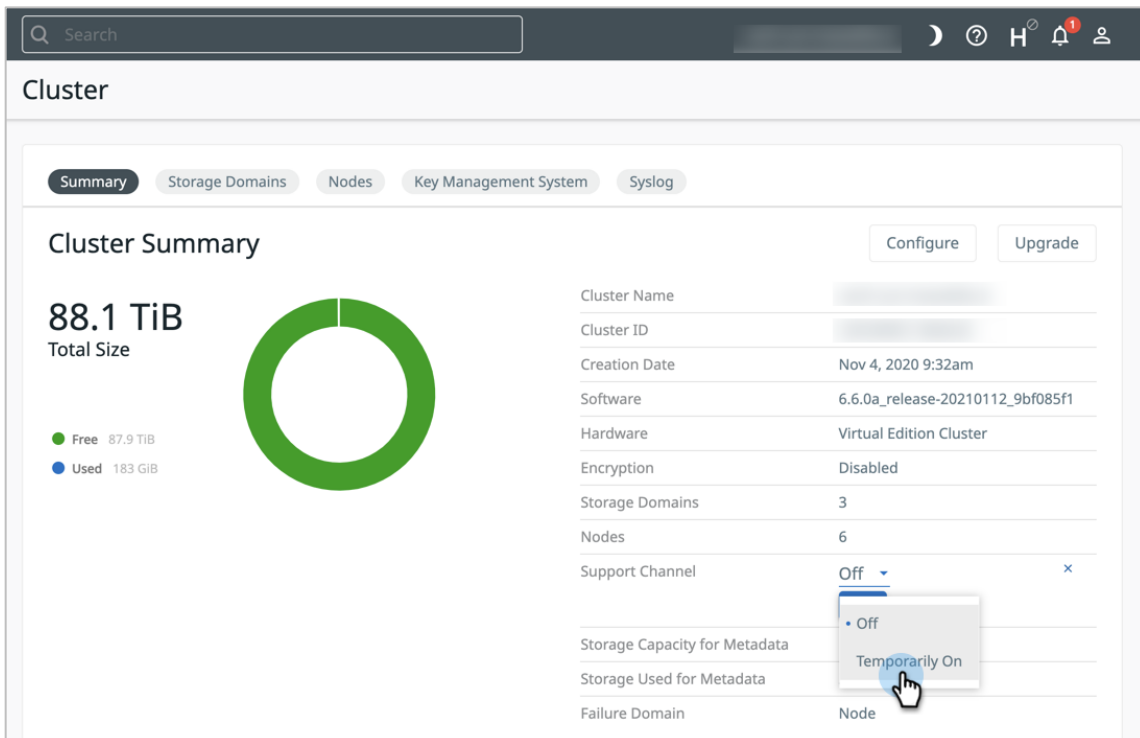 Search
H
1
Cluster
Summary Storage Domains Nodes Key Management System Syslog
Cluster Summary Configure Upgrade
88.1 TiB
Total Size
Free 87.9 TiB
Used 183 GiB
Cluster Name
Cluster ID
Creation Date Nov 4, 2020 9:32am
Software 6.6.0a_release-20210112_9bf085f1
Hardware Virtual Edition Cluster
Encryption Disabled
Storage Domains 3
Nodes 6
Support Channel Off
Off
Temporarily On
Storage Capacity for Metadata
Storage Used for Metadata
Failure Domain Node